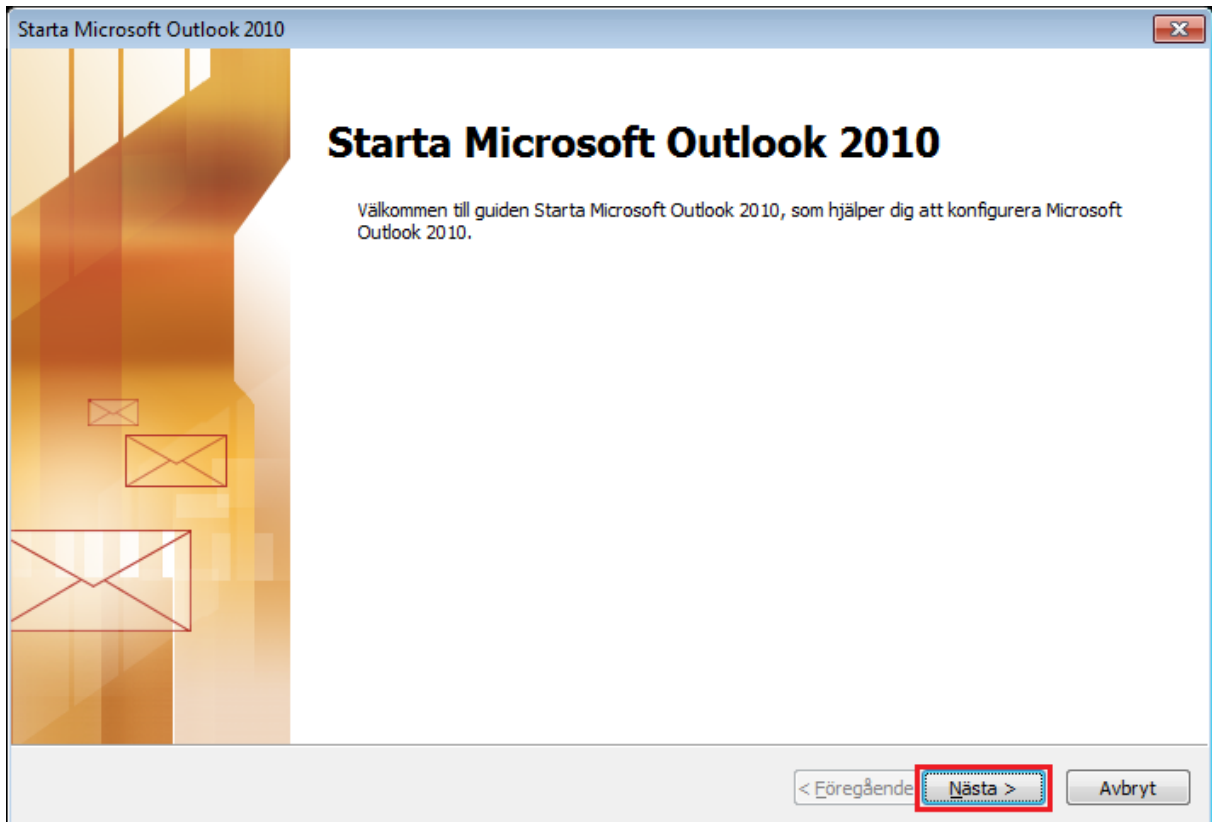 Starta Microsoft Outlook 2010
Starta Microsoft Outlook 2010
Välkommen till guiden Starta Microsoft Outlook 2010, som hjälper dig att konfigurera Microsoft
Outlook 2010.
< Föregående Nästa > Avbryt